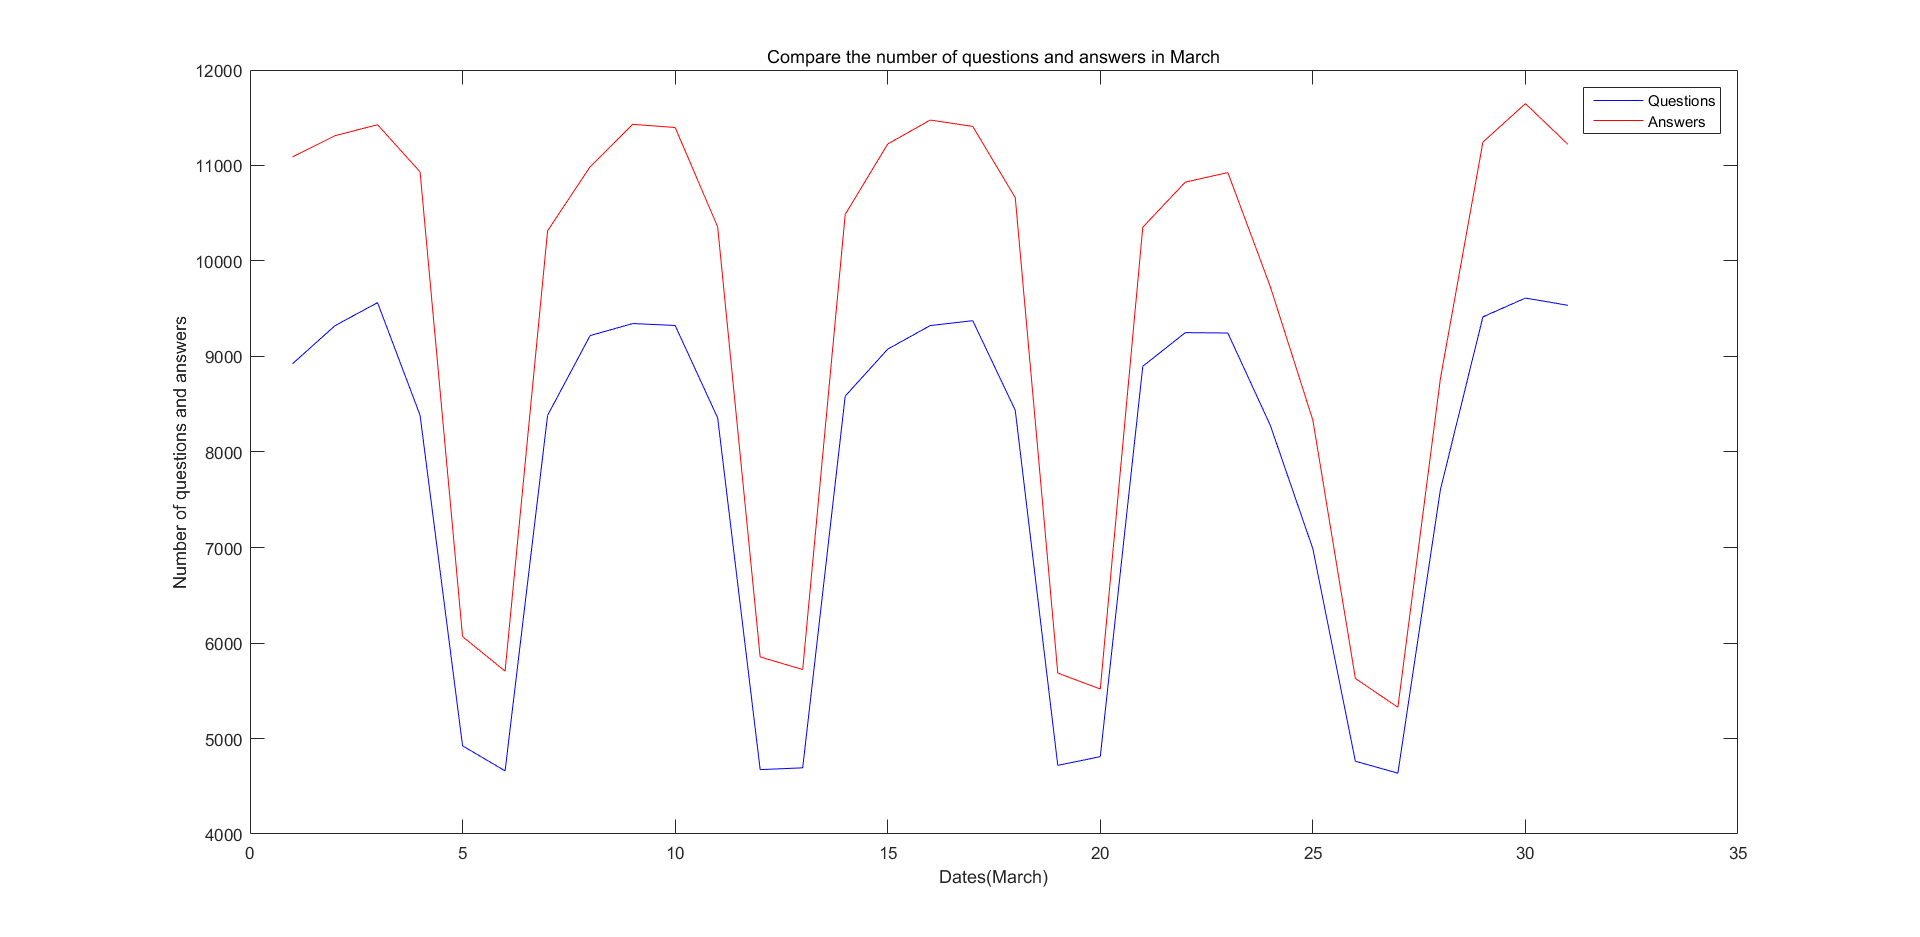 Compare the number of questions and answers in March
12000
11000
10000
9000
8000
7000
6000
5000
4000
Number of questions and answers
Questions
Answers
0 5 10 15 20 25 30 35
Dates(March)